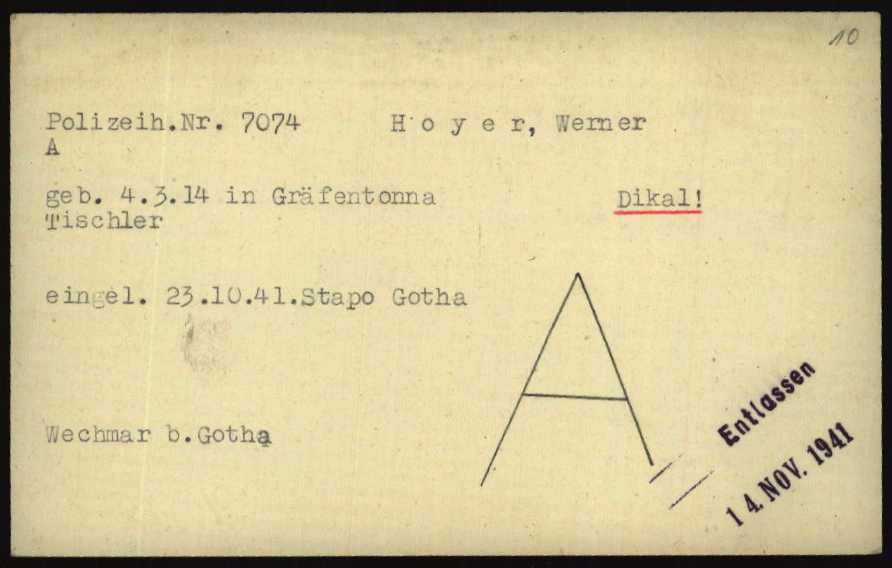 10
Polizeih.Nr. 7074 H o y e r, Werner
A
geb. 4.3.14 in Gräfentonna Dikal!
Tischler
eingel. 23.10.41.Stapo Gotha
A
Wechmar b.Gotha
Entlassen
14. NOV. 1941